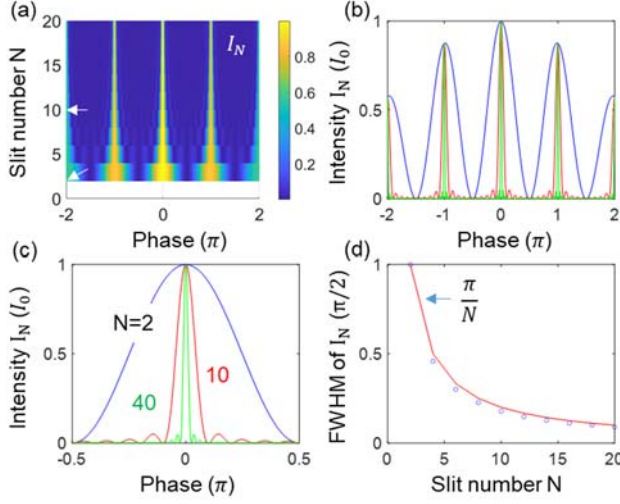 (a)
20
15
10
5
0
Slit number N
I_N
0.8
0.6
0.4
0.2
-2 0 2
Phase (π)
(b)
1
0.5
0
Intensity I_N (I_0)
-2 -1 0 1 2
Phase (π)
(c)
1
0.5
0
Intensity I_N (I_0)
N=2
10
40
-0.5 0 0.5
Phase (π)
(d)
1
0.5
0
FWHM of I_N (π/2)
π
N
0 5 10 15 20
Slit number N